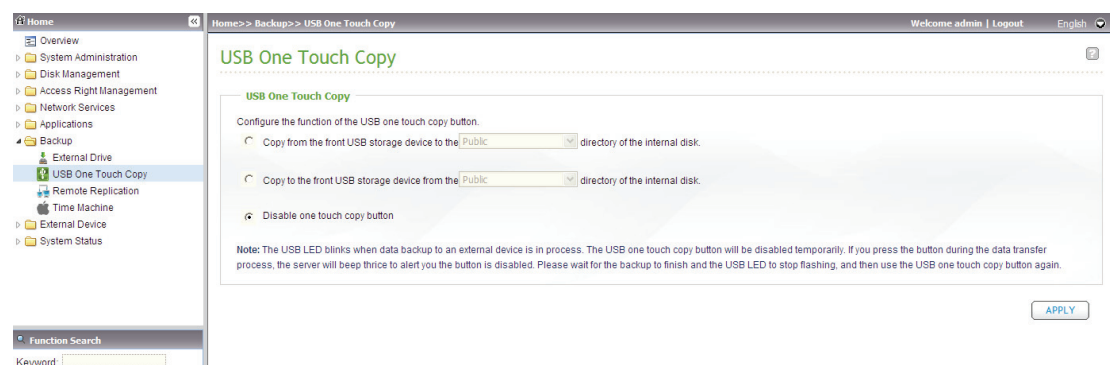 Home
Home>> Backup>> USB One Touch Copy
Welcome admin | Logout
English
Overview
System Administration
Disk Management
Access Right Management
Network Services
Applications
Backup
External Drive
USB One Touch Copy
Remote Replication
Time Machine
External Device
System Status
Function Search
Keyword:
USB One Touch Copy
?
USB One Touch Copy
Configure the function of the USB one touch copy button.
Copy from the front USB storage device to the Public directory of the internal disk.
Copy to the front USB storage device from the Public directory of the internal disk.
Disable one touch copy button
Note: The USB LED blinks when data backup to an external device is in process. The USB one touch copy button will be disabled temporarily. If you press the button during the data transfer
process, the server will beep thrice to alert you the button is disabled. Please wait for the backup to finish and the USB LED to stop flashing, and then use the USB one touch copy button again.
APPLY